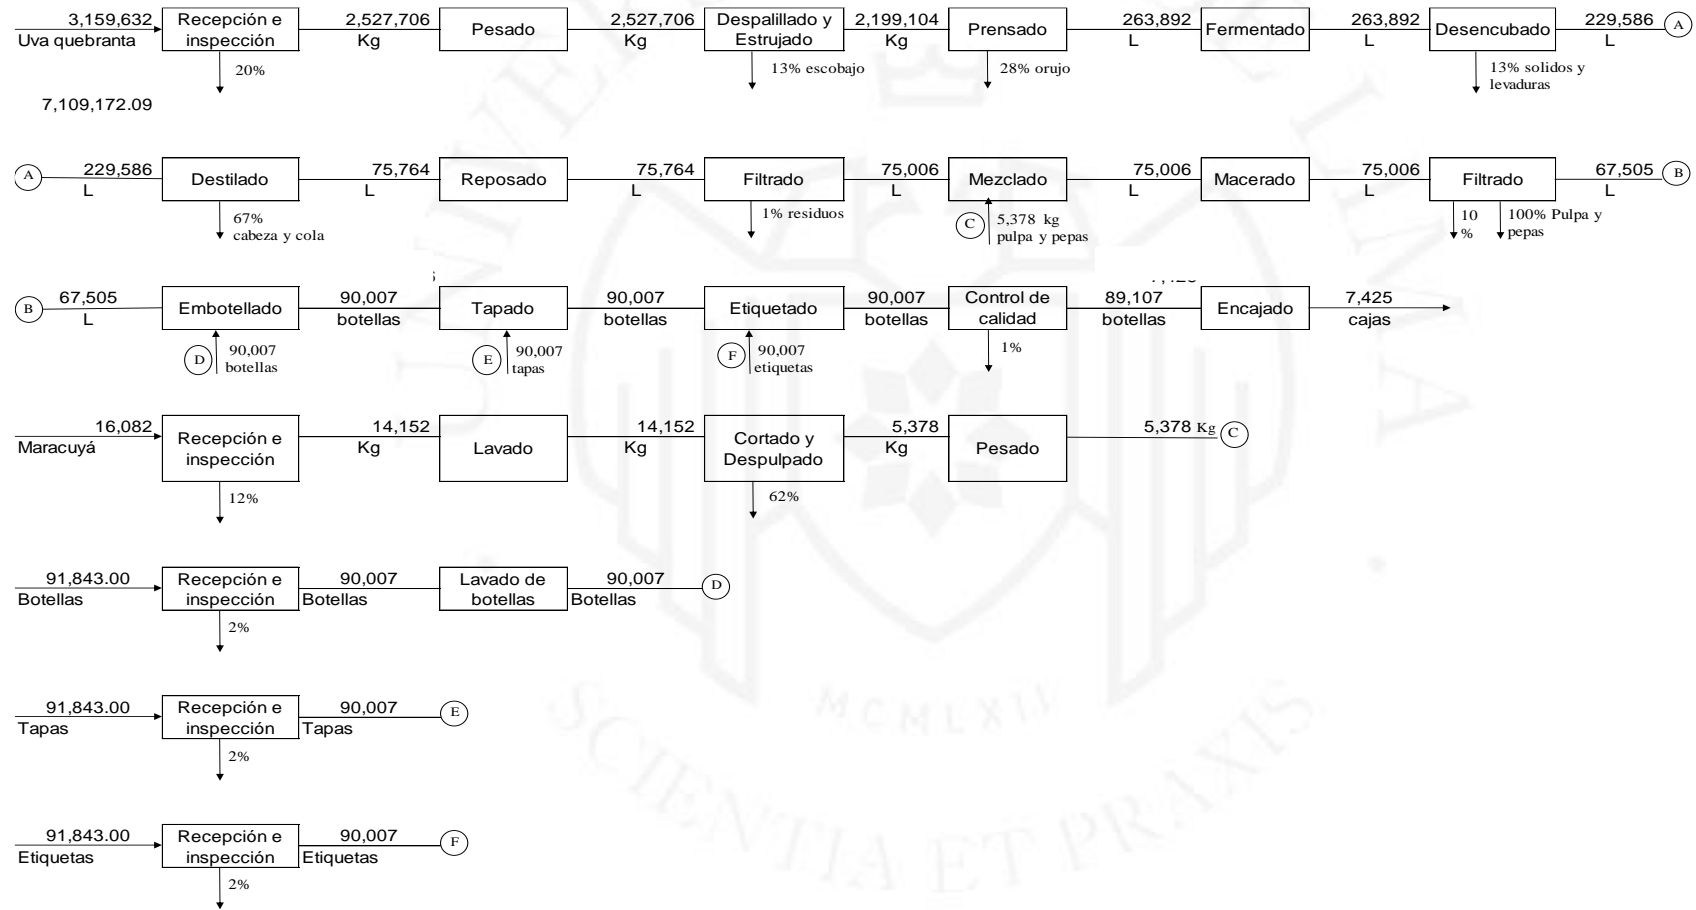 3,159,632
Uva quebranta
Recepción e
inspección
20%
2,527,706
Kg
Pesado
2,527,706
Kg
Despalillado y
Estrujado
13% escobajo
2,199,104
Kg
Prensado
28% orujo
263,892
L
Fermentado
263,892
L
Desencubado
13% solidos y
levaduras
229,586
L
A
7,109,172.09
A
229,586
L
Destilado
67%
cabeza y cola
75,764
L
Reposado
75,764
L
Filtrado
1% residuos
75,006
L
Mezclado
C
5,378 kg
pulpa y pepas
75,006
L
Macerado
75,006
L
Filtrado
10
%
100% Pulpa y
pepas
67,505
L
B
B
67,505
L
Embotellado
D
90,007
botellas
90,007
botellas
Tapado
E
90,007
tapas
90,007
botellas
Etiquetado
F
90,007
etiquetas
90,007
botellas
Control de
calidad
1%
89,107
botellas
Encajado
7,425
cajas
16,082
Maracuyá
Recepción e
inspección
12%
14,152
Kg
Lavado
14,152
Kg
Cortado y
Despulpado
62%
5,378
Kg
Pesado
5,378 Kg
C
91,843.00
Botellas
Recepción e
inspección
2%
90,007
Botellas
Lavado de
botellas
90,007
Botellas
D
91,843.00
Tapas
Recepción e
inspección
2%
90,007
Tapas
E
91,843.00
Etiquetas
Recepción e
inspección
2%
90,007
Etiquetas
F
MCMLXII
SCIENTIA ET PRAXIS